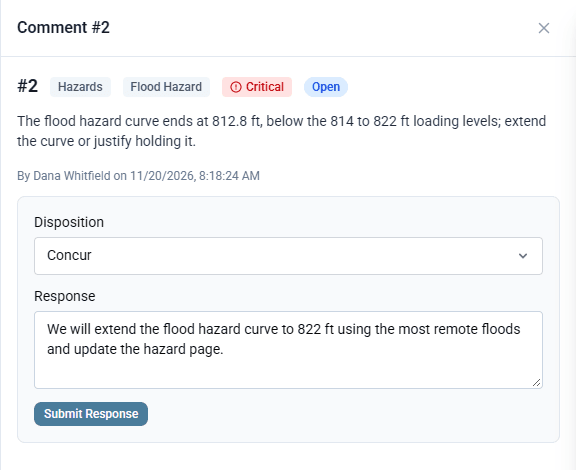 Comment #2
#2 Hazards Flood Hazard Critical Open
The flood hazard curve ends at 812.8 ft, below the 814 to 822 ft loading levels; extend
the curve or justify holding it.
By Dana Whitfield on 11/20/2026, 8:18:24 AM
Disposition
Concur
Response
We will extend the flood hazard curve to 822 ft using the most remote floods
and update the hazard page.
Submit Response